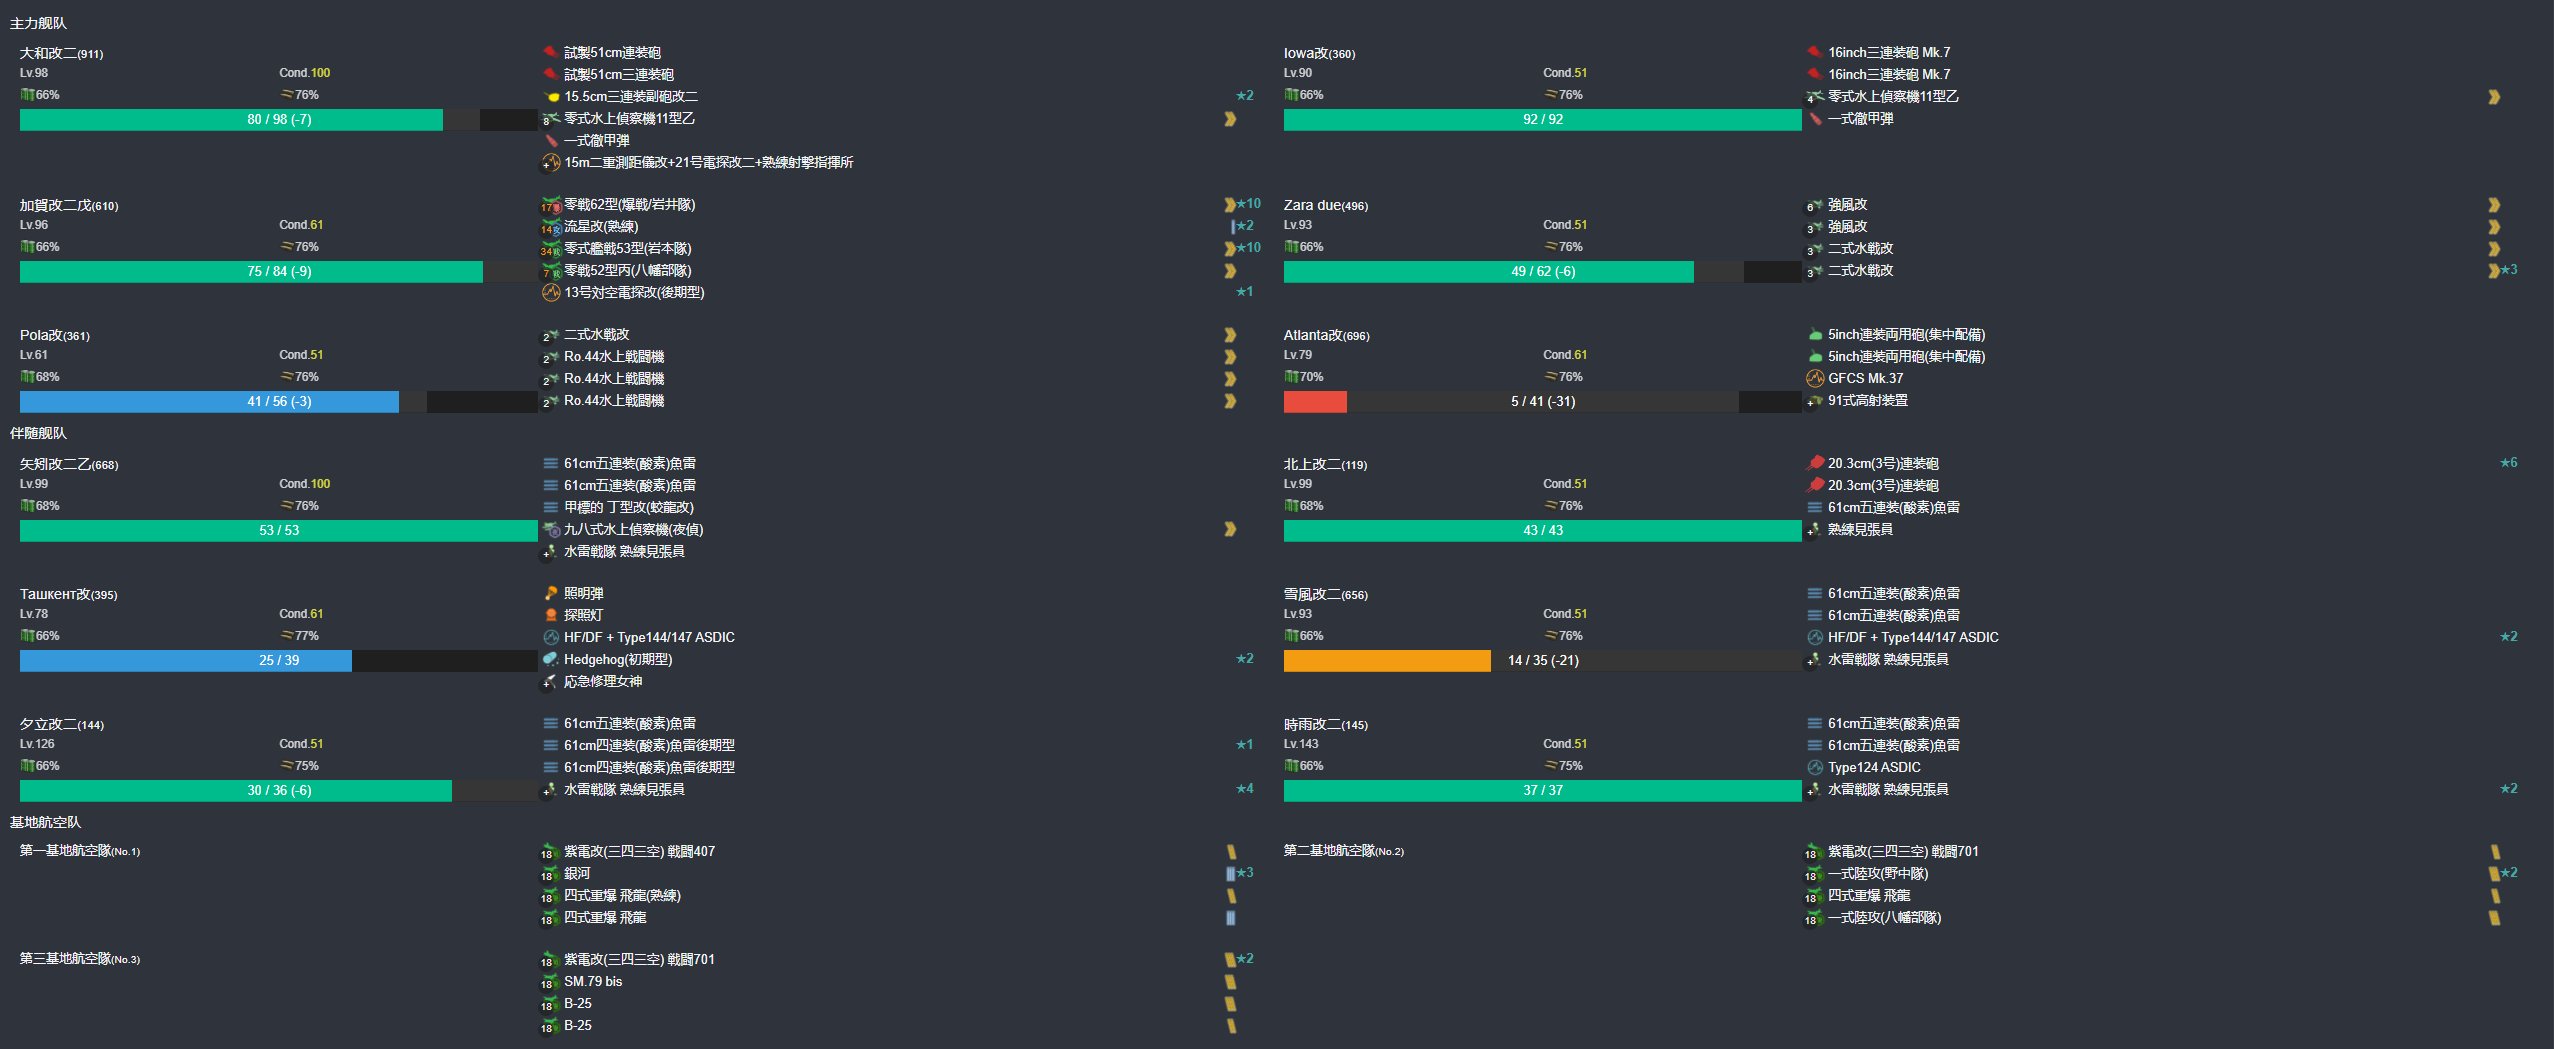 主力舰队
大和改二(911)
Lv.98 Cond.100
66% 76%
80 / 98 (-7)
試製51cm連装砲
試製51cm三連装砲
15.5cm三連装副砲改二 ★2
8 零式水上偵察機11型乙
一式徹甲弾
+ 15m二重測距儀改+21号電探改二+熟練射撃指揮所
Iowa改(360)
Lv.90 Cond.51
66% 76%
92 / 92
16inch三連装砲 Mk.7
16inch三連装砲 Mk.7
4 零式水上偵察機11型乙
一式徹甲弾
加賀改二戊(610)
Lv.96 Cond.61
66% 76%
75 / 84 (-9)
17 零戦62型(爆戦/岩井隊) ★10
14 流星改(熟練) ★2
34 零式艦戦53型(岩本隊) ★10
7 零戦52型丙(八幡部隊)
13号対空電探改(後期型) ★1
Zara due(496)
Lv.93 Cond.51
66% 76%
49 / 62 (-6)
6 強風改
3 強風改
3 二式水戦改
3 二式水戦改 ★3
Pola改(361)
Lv.61 Cond.51
68% 76%
41 / 56 (-3)
2 二式水戦改
2 Ro.44水上戦闘機
2 Ro.44水上戦闘機
2 Ro.44水上戦闘機
Atlanta改(696)
Lv.79 Cond.61
70% 76%
5 / 41 (-31)
5inch連装両用砲(集中配備)
5inch連装両用砲(集中配備)
GFCS Mk.37
+ 91式高射装置
伴随舰队
矢矧改二乙(668)
Lv.99 Cond.100
68% 76%
53 / 53
61cm五連装(酸素)魚雷
61cm五連装(酸素)魚雷
甲標的 丁型改(蛟龍改)
九八式水上偵察機(夜偵)
+ 水雷戦隊 熟練見張員
北上改二(119)
Lv.99 Cond.51
68% 76%
43 / 43
20.3cm(3号)連装砲 ★6
20.3cm(3号)連装砲
61cm五連装(酸素)魚雷
+ 熟練見張員
Ташкент改(395)
Lv.78 Cond.61
66% 77%
25 / 39
照明弾
探照灯
HF/DF + Type144/147 ASDIC
Hedgehog(初期型) ★2
+ 応急修理女神
雪風改二(656)
Lv.93 Cond.51
66% 76%
14 / 35 (-21)
61cm五連装(酸素)魚雷
61cm五連装(酸素)魚雷
HF/DF + Type144/147 ASDIC ★2
+ 水雷戦隊 熟練見張員
夕立改二(144)
Lv.126 Cond.51
66% 75%
30 / 36 (-6)
61cm五連装(酸素)魚雷
61cm四連装(酸素)魚雷後期型 ★1
61cm四連装(酸素)魚雷後期型
+ 水雷戦隊 熟練見張員 ★4
時雨改二(145)
Lv.143 Cond.51
66% 75%
37 / 37
61cm五連装(酸素)魚雷
61cm五連装(酸素)魚雷
Type124 ASDIC
+ 水雷戦隊 熟練見張員 ★2
基地航空队
第一基地航空隊(No.1)
18 紫電改(三四三空) 戦闘407
18 銀河 ★3
18 四式重爆 飛龍(熟練)
18 四式重爆 飛龍
第二基地航空隊(No.2)
18 紫電改(三四三空) 戦闘701
18 一式陸攻(野中隊) ★2
18 四式重爆 飛龍
18 一式陸攻(八幡部隊)
第三基地航空隊(No.3)
18 紫電改(三四三空) 戦闘701 ★2
18 SM.79 bis
18 B-25
18 B-25